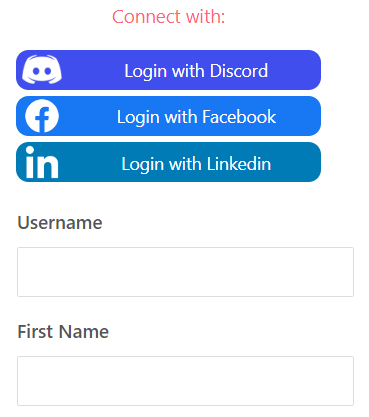 Connect with:
Login with Discord
Login with Facebook
in Login with Linkedin
Username
First Name